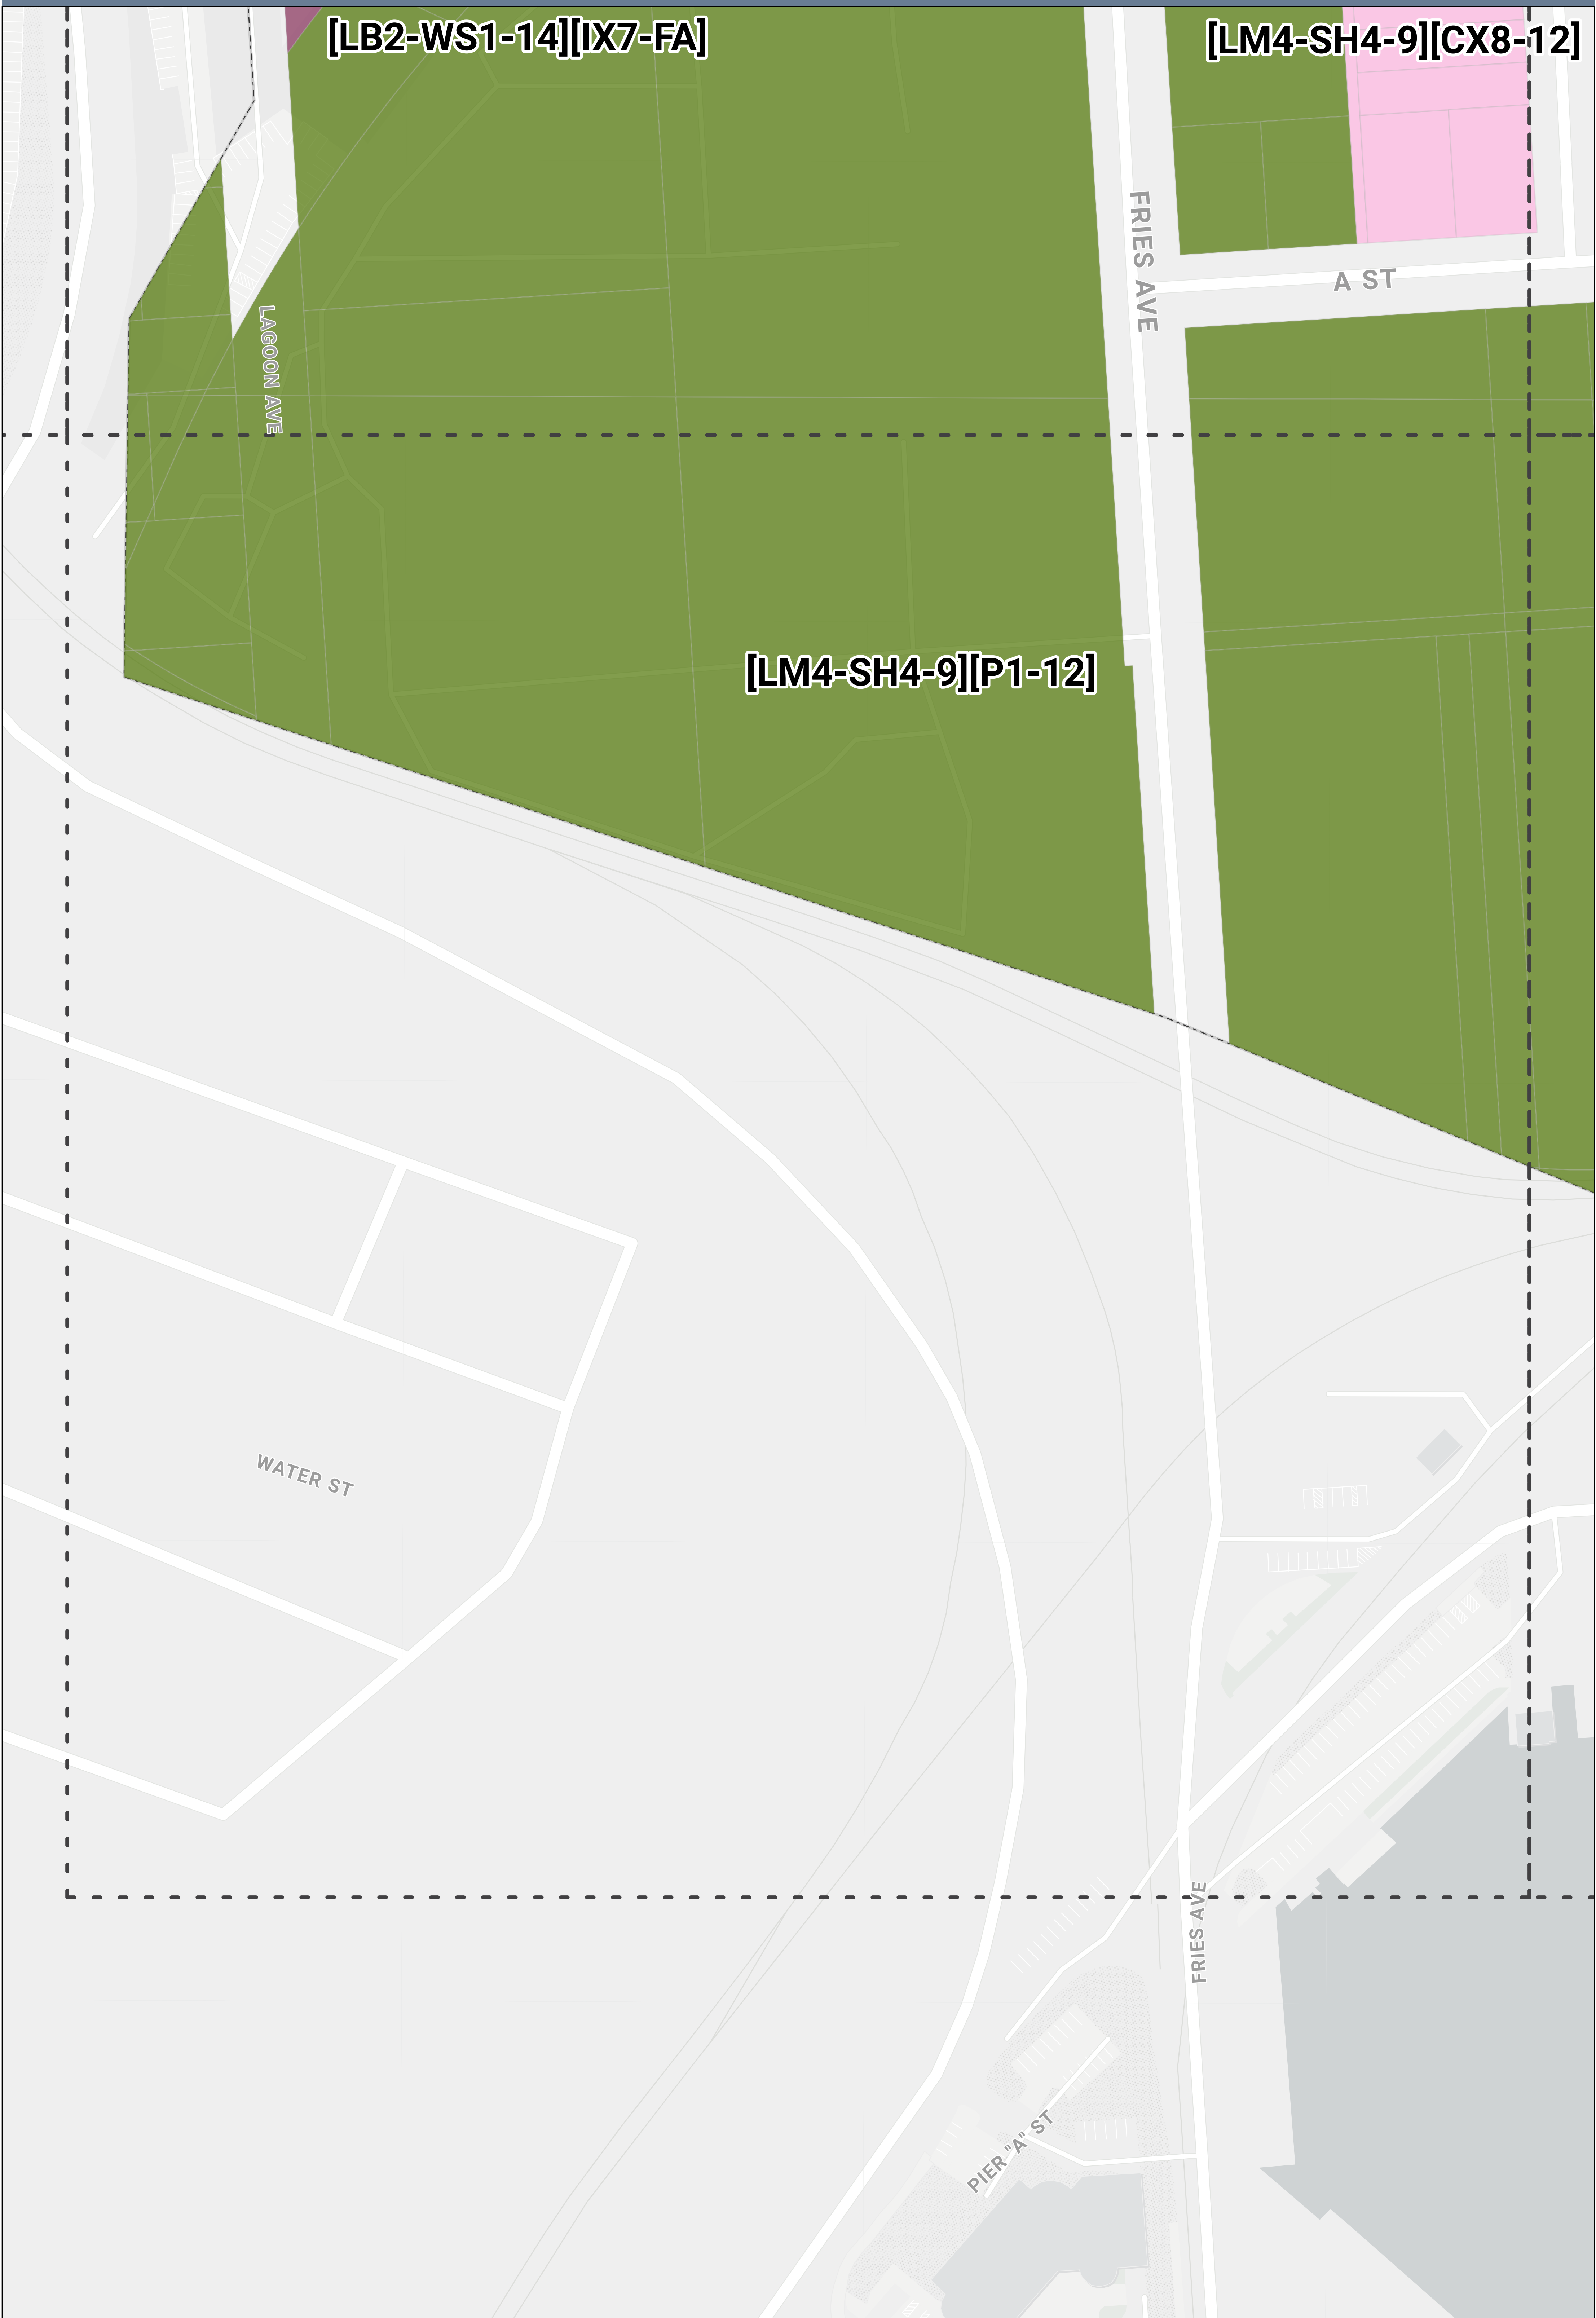 [LB2-WS1-14][IX7-FA]
[LM4-SH4-9][CX8-12]
FRIES AVE
A ST
LAGOON AVE
[LM4-SH4-9][P1-12]
WATER ST
FRIES AVE
PIER "A" ST